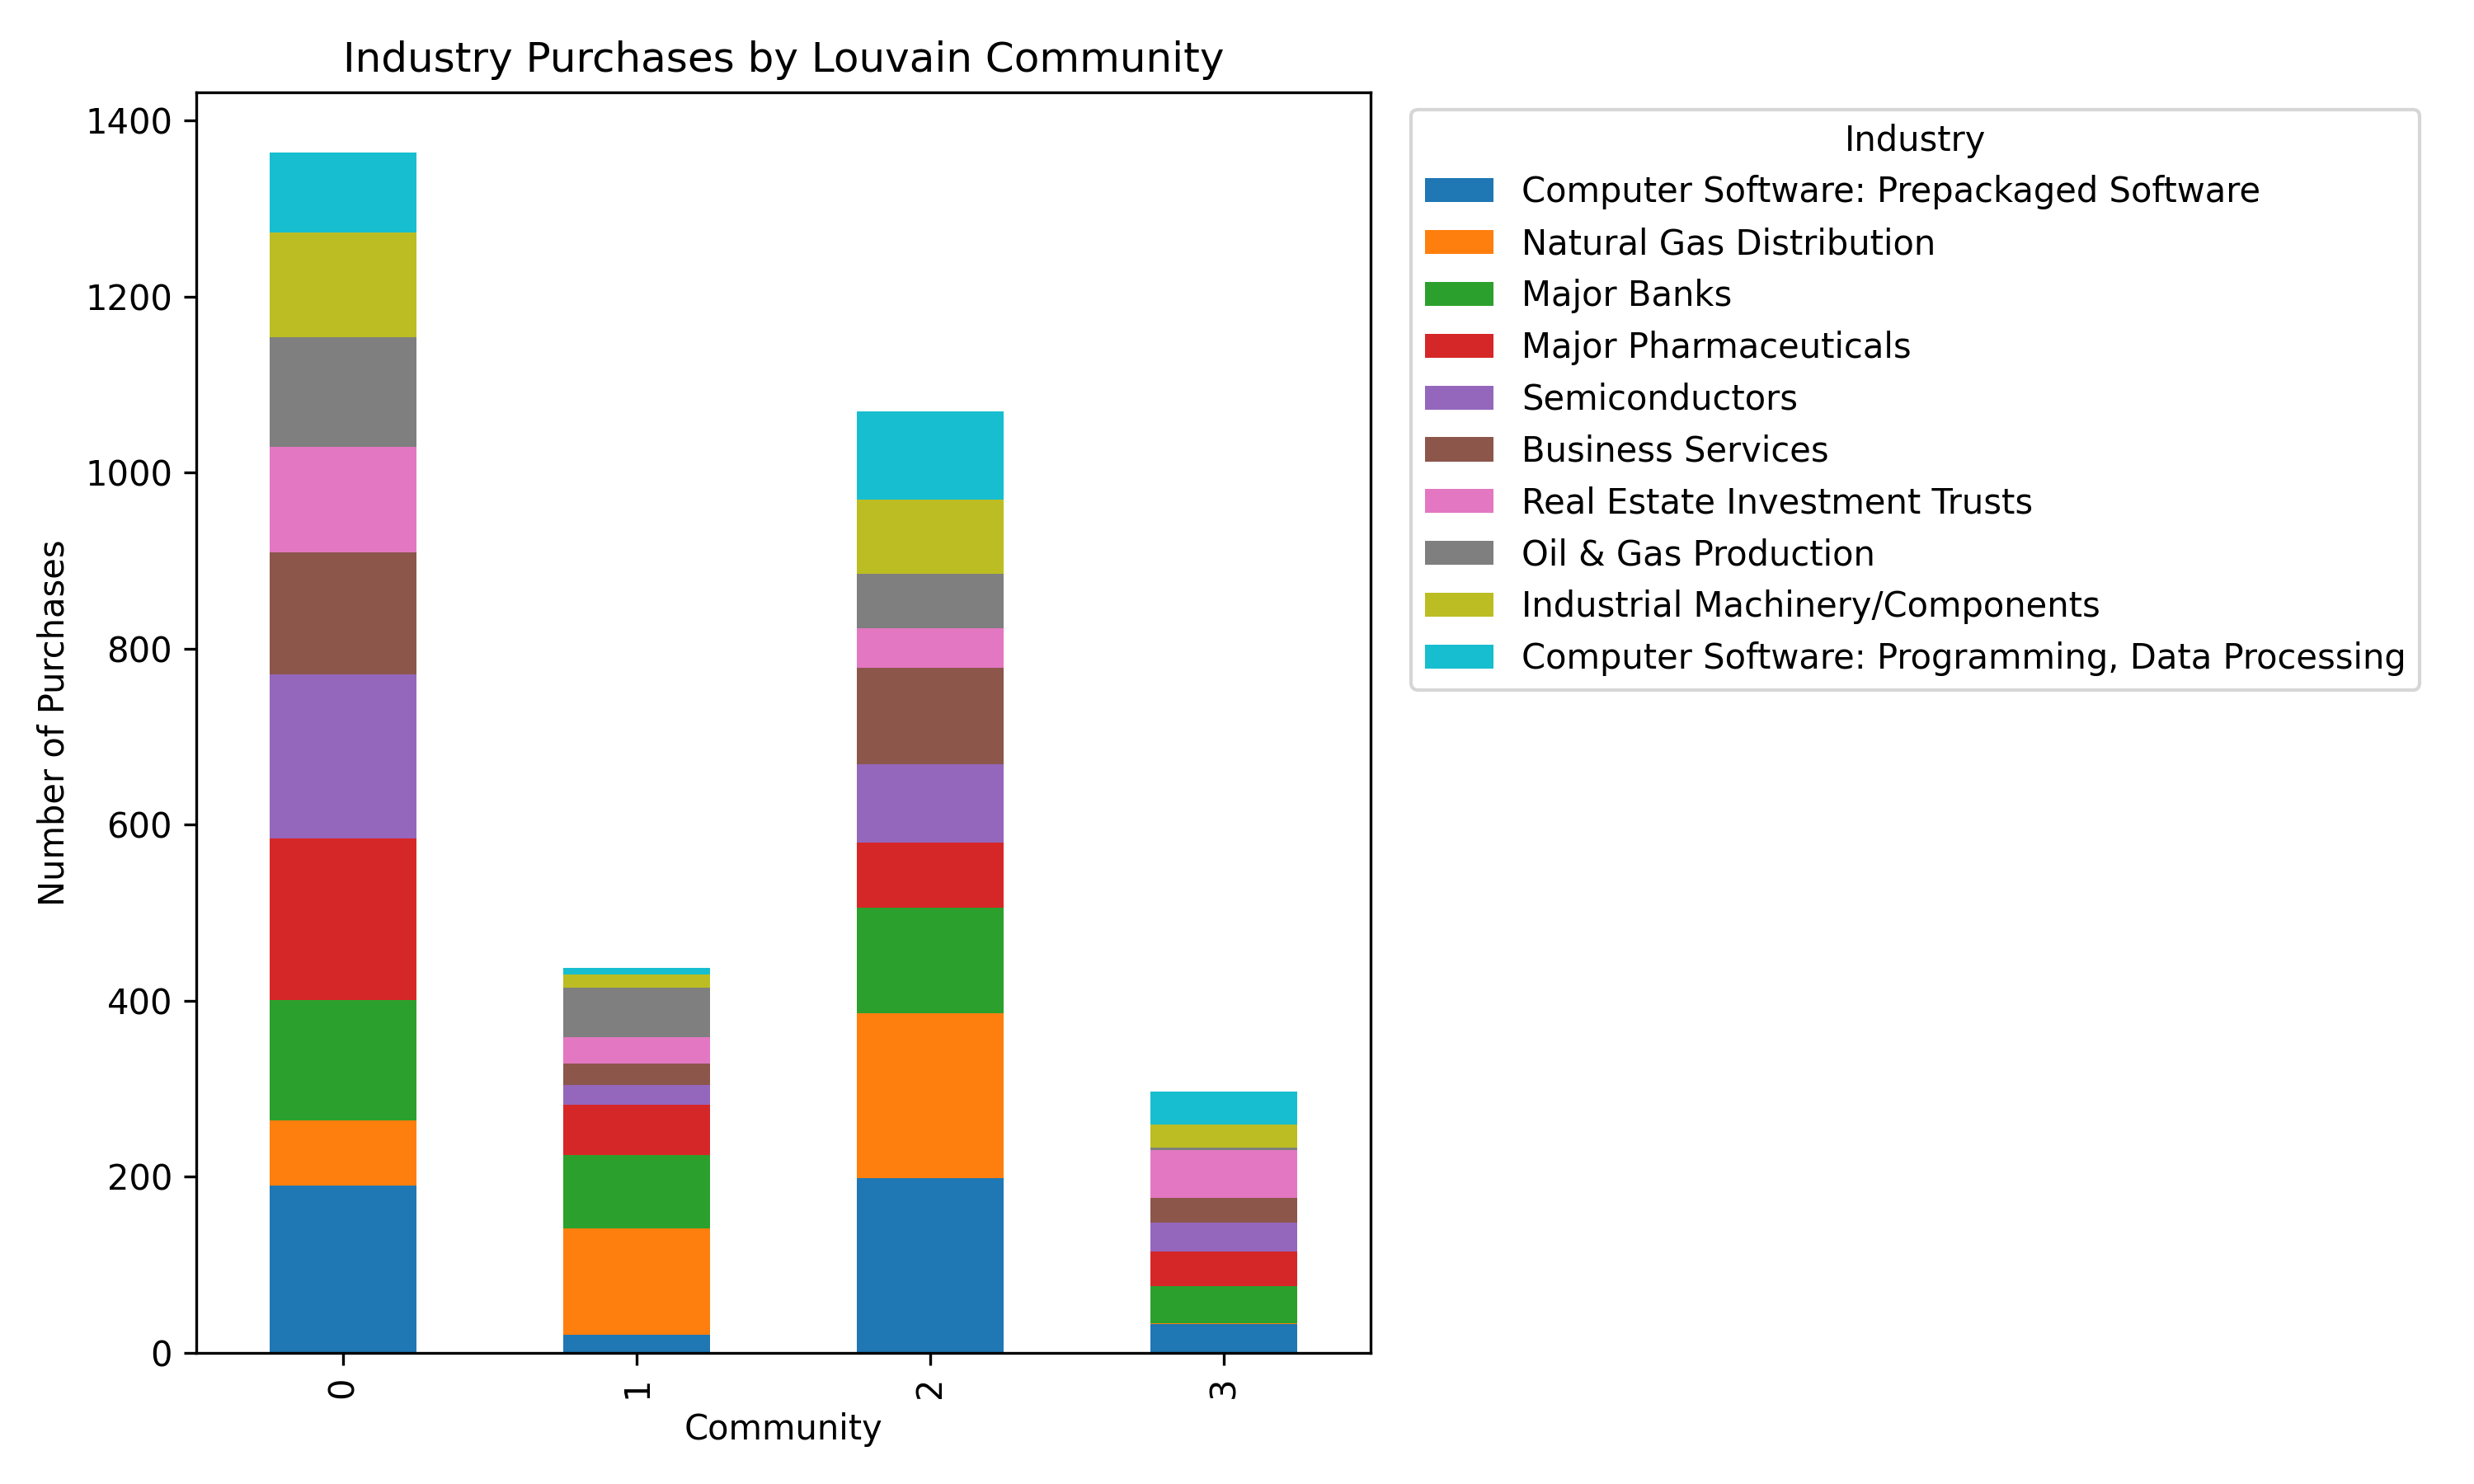 Industry Purchases by Louvain Community
Number of Purchases
1400
1200
1000
800
600
400
200
0
0
1
2
3
Community
Industry
Computer Software: Prepackaged Software
Natural Gas Distribution
Major Banks
Major Pharmaceuticals
Semiconductors
Business Services
Real Estate Investment Trusts
Oil & Gas Production
Industrial Machinery/Components
Computer Software: Programming, Data Processing